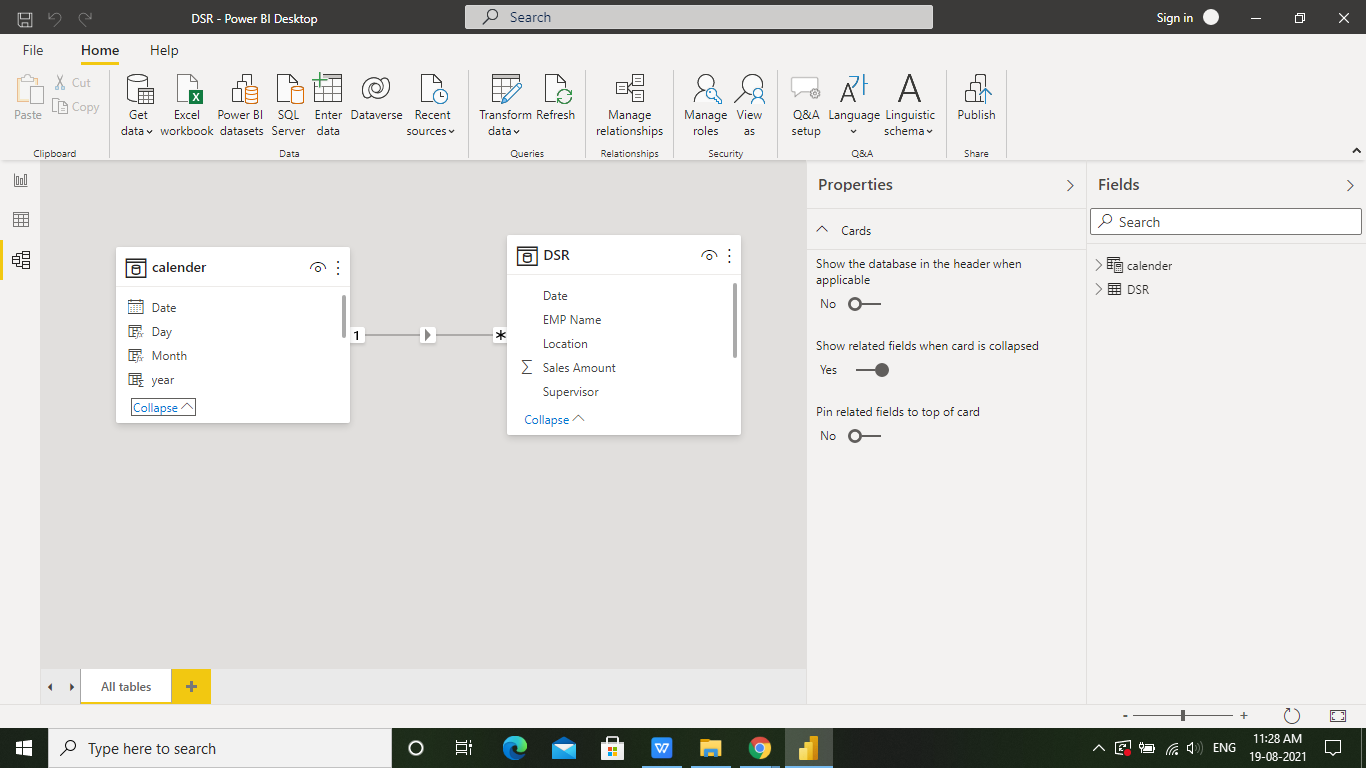 DSR - Power BI Desktop
Search
Sign in
File
Home
Help
Paste
Cut
Copy
Clipboard
Get data
Excel workbook
Power BI datasets
SQL Server
Enter data
Dataverse
Recent sources
Data
Transform data
Refresh
Queries
Manage relationships
Relationships
Manage roles
View as
Security
Q&A setup
Language
Linguistic schema
Q&A
Publish
Share
calender
Date
Day
Month
year
Collapse
1
*
DSR
Date
EMP Name
Location
Sales Amount
Supervisor
Collapse
Properties
Cards
Show the database in the header when
applicable
No
Show related fields when card is collapsed
Yes
Pin related fields to top of card
No
Fields
Search
calender
DSR
All tables
+
- +
Type here to search
ENG
11:28 AM
19-08-2021